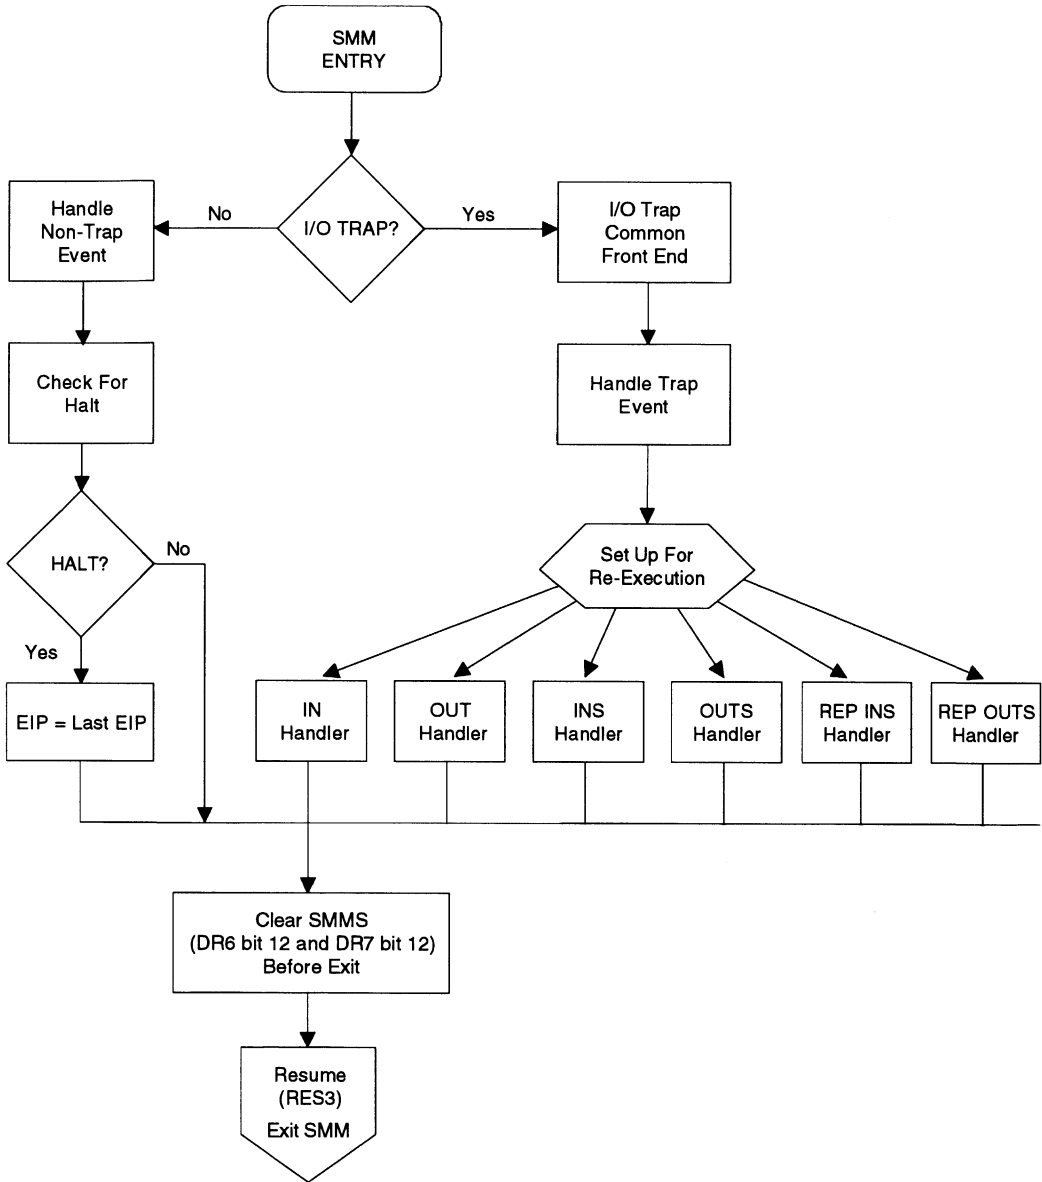 SMM
ENTRY
I/O TRAP?
No
Yes
Handle
Non-Trap
Event
I/O Trap
Common
Front End
Check For
Halt
Handle Trap
Event
HALT?
No
Yes
Set Up For
Re-Execution
EIP = Last EIP
IN
Handler
OUT
Handler
INS
Handler
OUTS
Handler
REP INS
Handler
REP OUTS
Handler
Clear SMMS
(DR6 bit 12 and DR7 bit 12)
Before Exit
Resume
(RES3)
Exit SMM